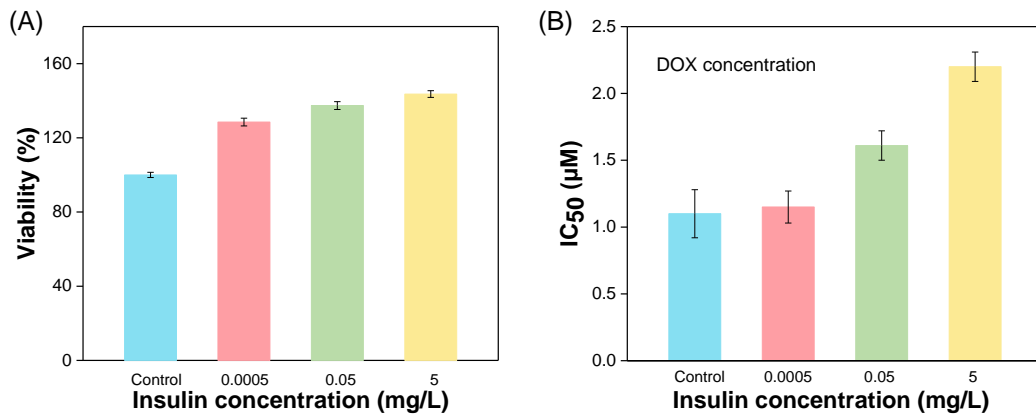 (A)
Viability (%)
160
120
80
40
0
Control 0.0005 0.05 5
Insulin concentration (mg/L)
(B)
DOX concentration
IC50 (µM)
2.5
2.0
1.5
1.0
0.5
0.0
Control 0.0005 0.05 5
Insulin concentration (mg/L)